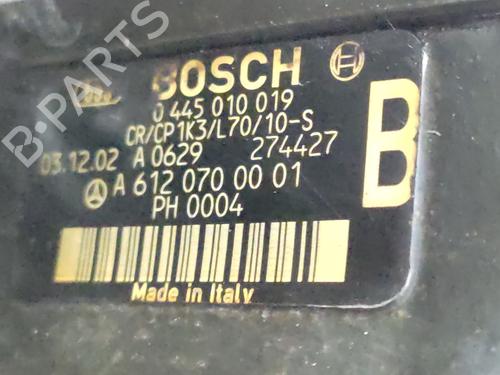 B-PARTS
BOSCH
0 445 010 019
CR/CP1K3/L70/10-S
03.12.02 A 0629 274427
A 612 070 00 01
PH 0004
B
Made in Italy